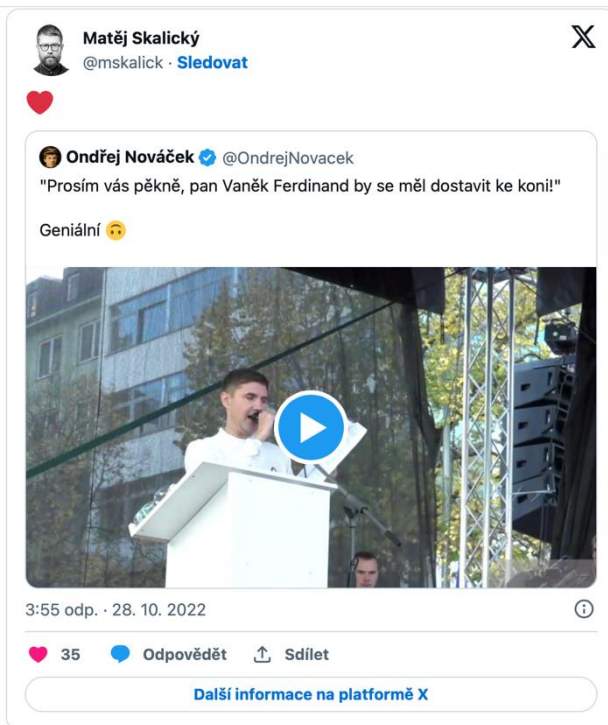 Matěj Skalický
@mskalick · Sledovat
❤️
Ondřej Nováček @OndrejNovacek
"Prosím vás pěkně, pan Vaněk Ferdinand by se měl dostavit ke koni!"
Geniální 🙃
3:55 odp. · 28. 10. 2022
35 Odpovědět Sdílet
Další informace na platformě X